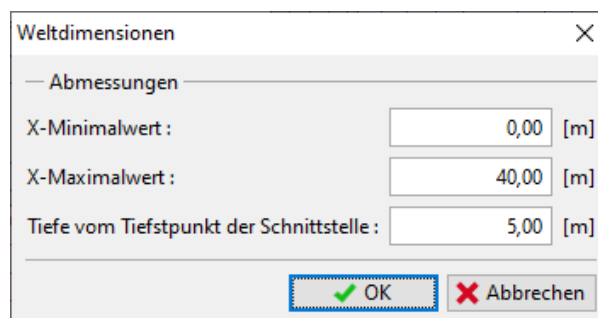 Weltdimensionen
Abmessungen
X-Minimalwert : 0,00 [m]
X-Maximalwert : 40,00 [m]
Tiefe vom Tiefstpunkt der Schnittstelle : 5,00 [m]
OK Abbrechen